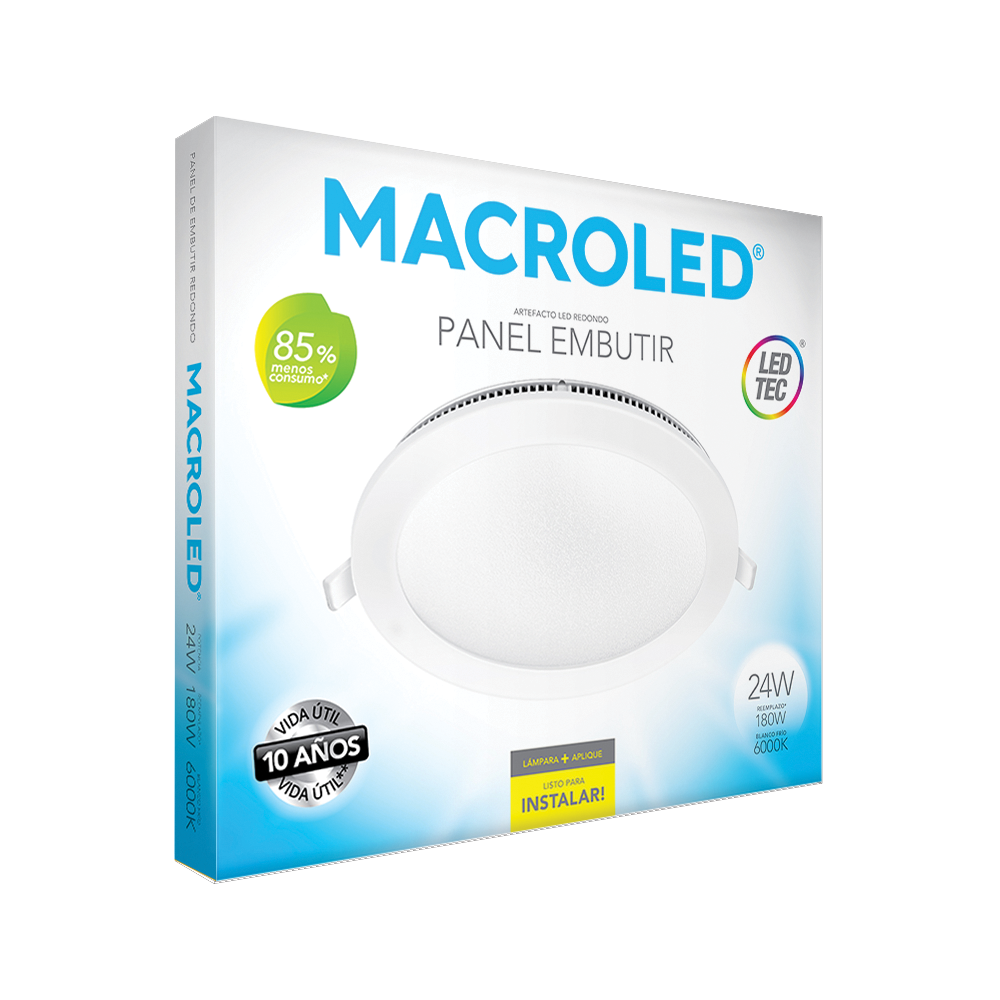 MACROLED®
ARTEFACTO LED REDONDO
PANEL EMBUTIR
85%
menos
consumo*
LED
TEC
®
VIDA ÚTIL
10 AÑOS
VIDA ÚTIL**
LÁMPARA + APLIQUE
LISTO PARA
INSTALAR!
24W
REEMPLAZO*
180W
BLANCO FRÍO
6000K
PANEL DE EMBUTIR REDONDO
MACROLED®
24W
180W
6000K